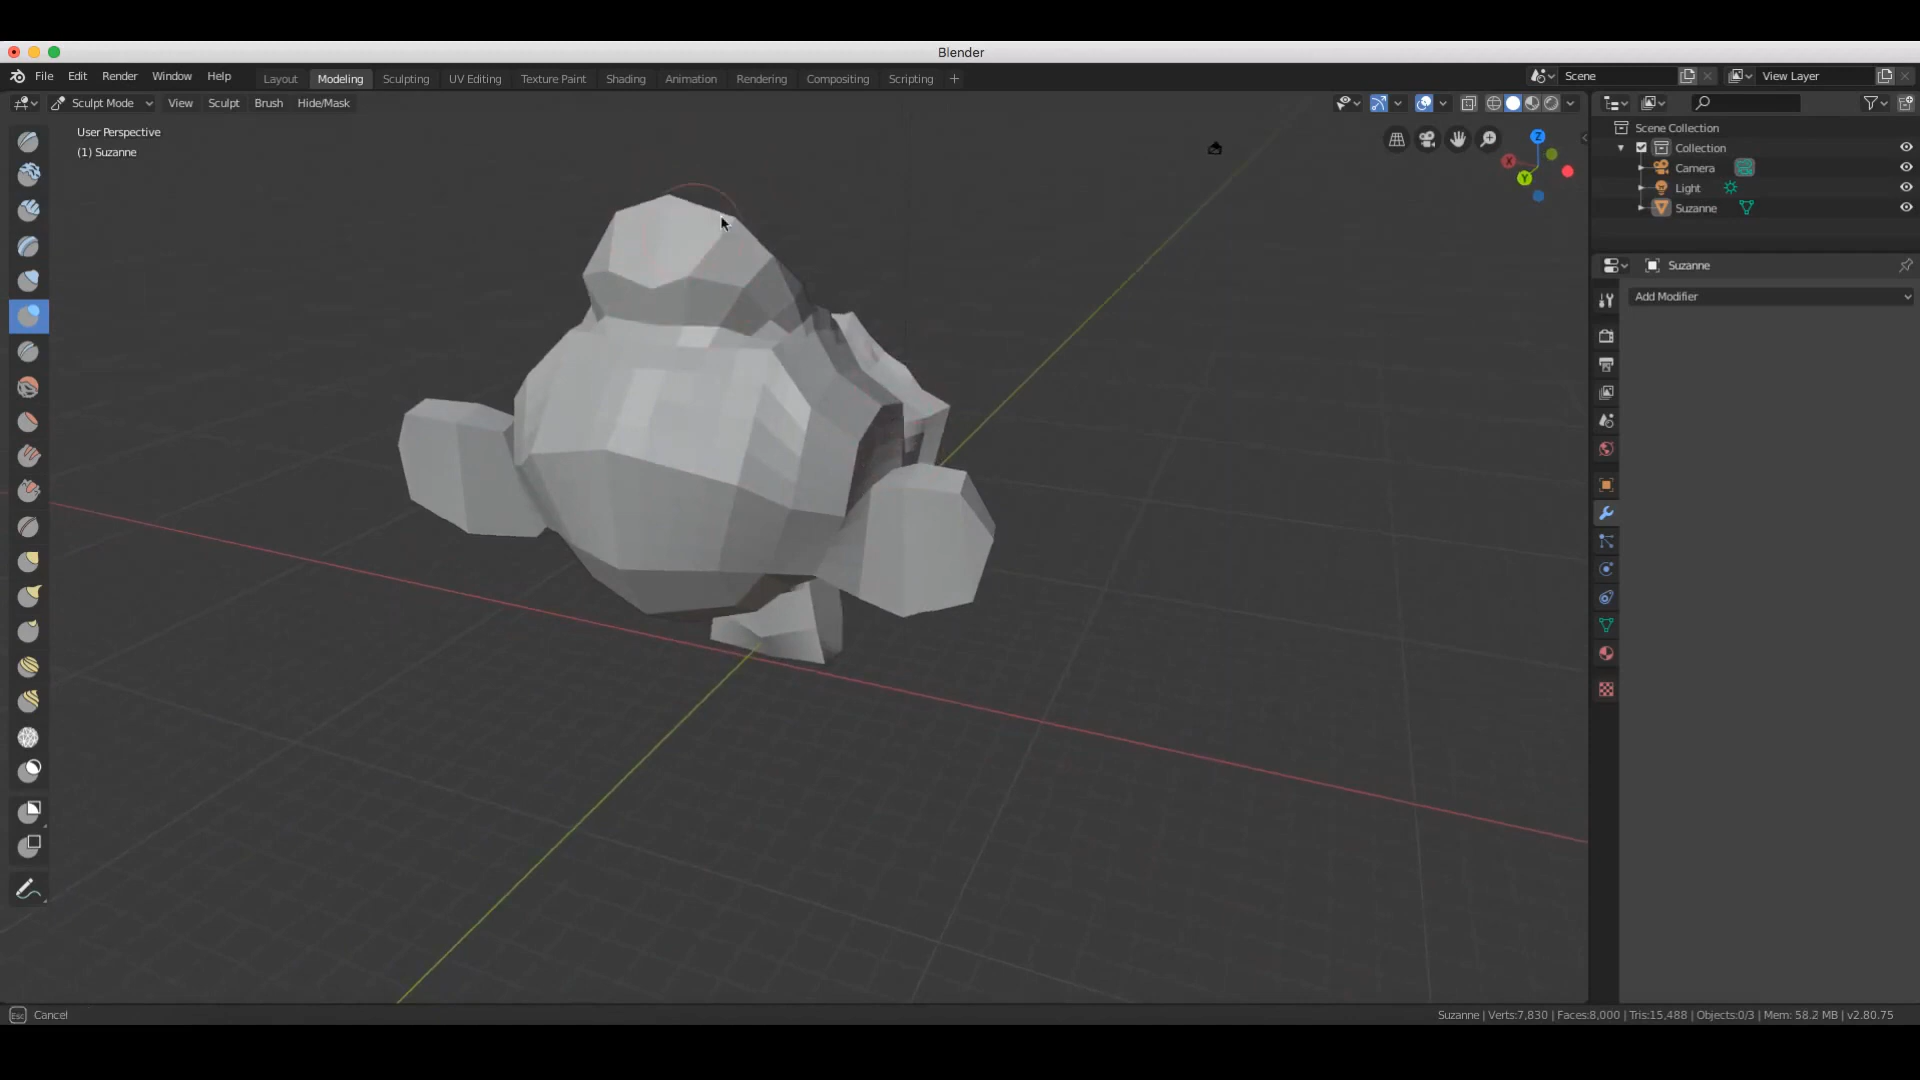 Blender
File Edit Render Window Help
Layout Modeling Sculpting UV Editing Texture Paint Shading Animation Rendering Compositing Scripting +
Scene
View Layer
Sculpt Mode View Sculpt Brush Hide/Mask
User Perspective
(1) Suzanne
Z
X
Y
Scene Collection
Collection
Camera
Light
Suzanne
Suzanne
Add Modifier
Esc Cancel
Suzanne | Verts:7,830 | Faces:8,000 | Tris:15,488 | Objects:0/3 | Mem: 58.2 MB | v2.80.75